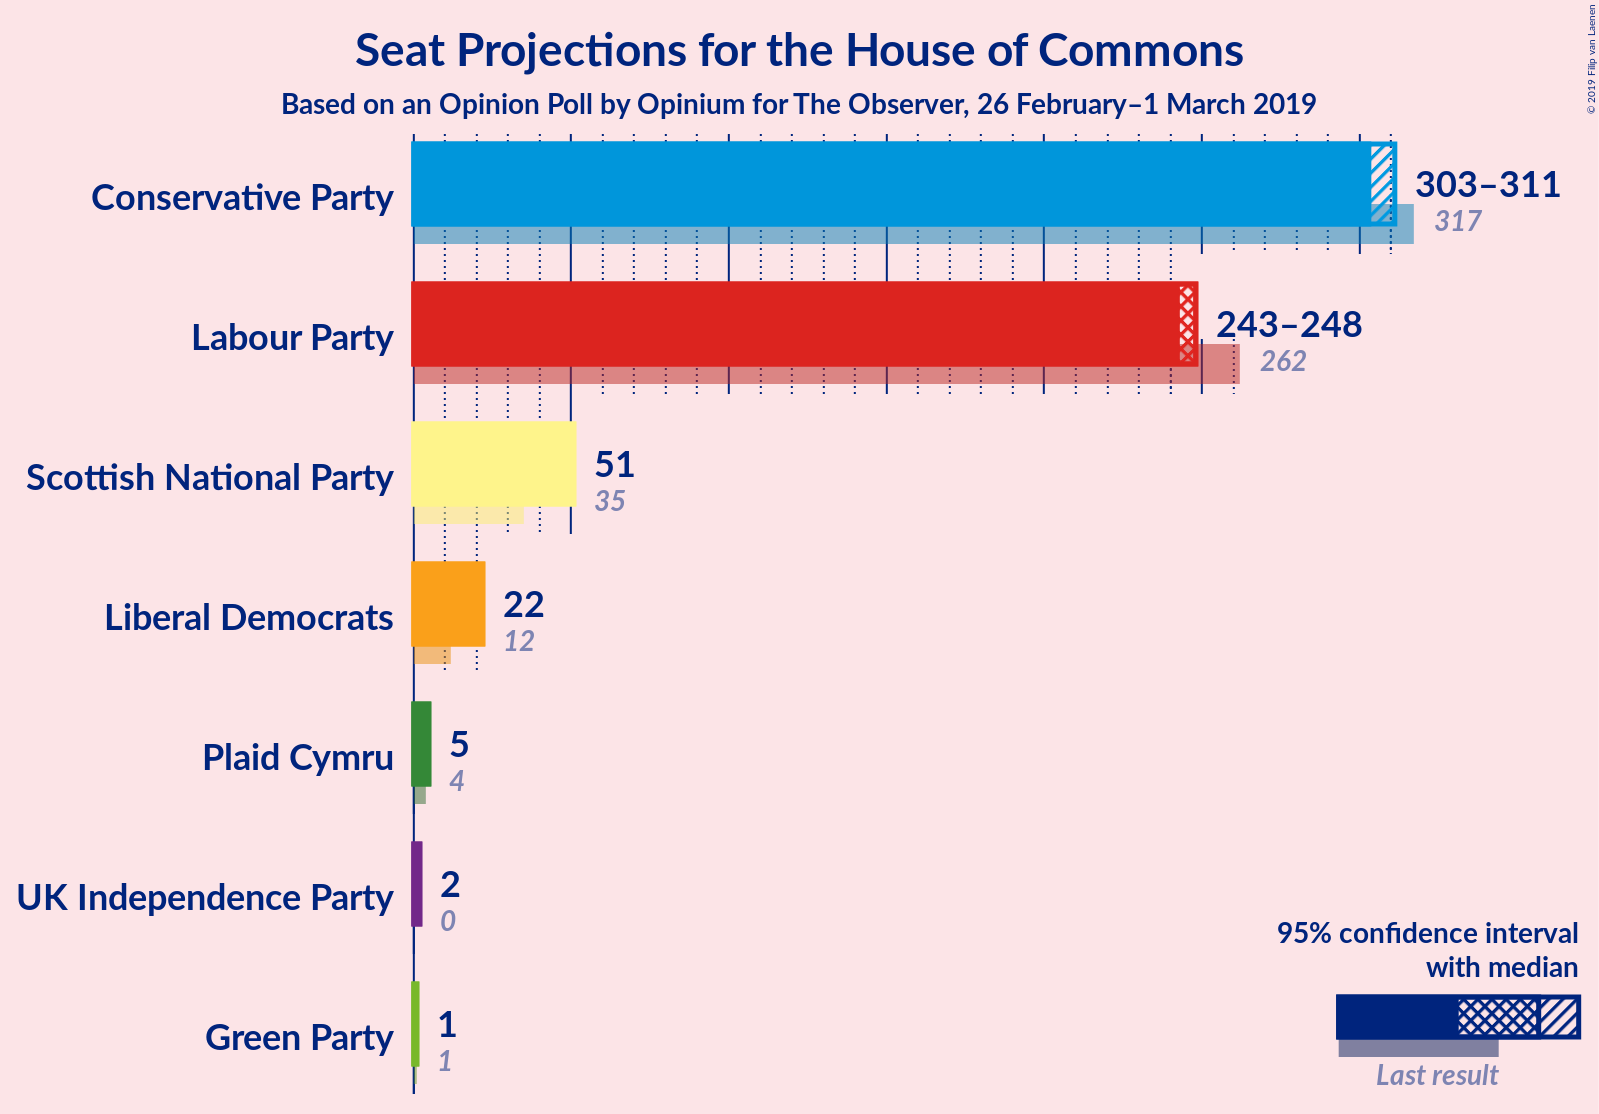 Seat Projections for the House of Commons
Based on an Opinion Poll by Opinium for The Observer, 26 February–1 March 2019
© 2019 Filip van Laenen
Conservative Party
303–311
317
Labour Party
243–248
262
Scottish National Party
51
35
Liberal Democrats
22
12
Plaid Cymru
5
4
UK Independence Party
2
0
Green Party
1
1
95% confidence interval
with median
Last result